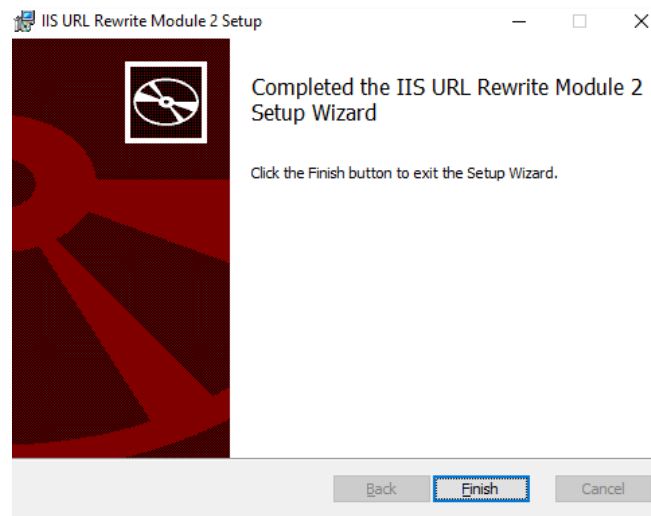 IIS URL Rewrite Module 2 Setup
Completed the IIS URL Rewrite Module 2
Setup Wizard
Click the Finish button to exit the Setup Wizard.
Back
Finish
Cancel